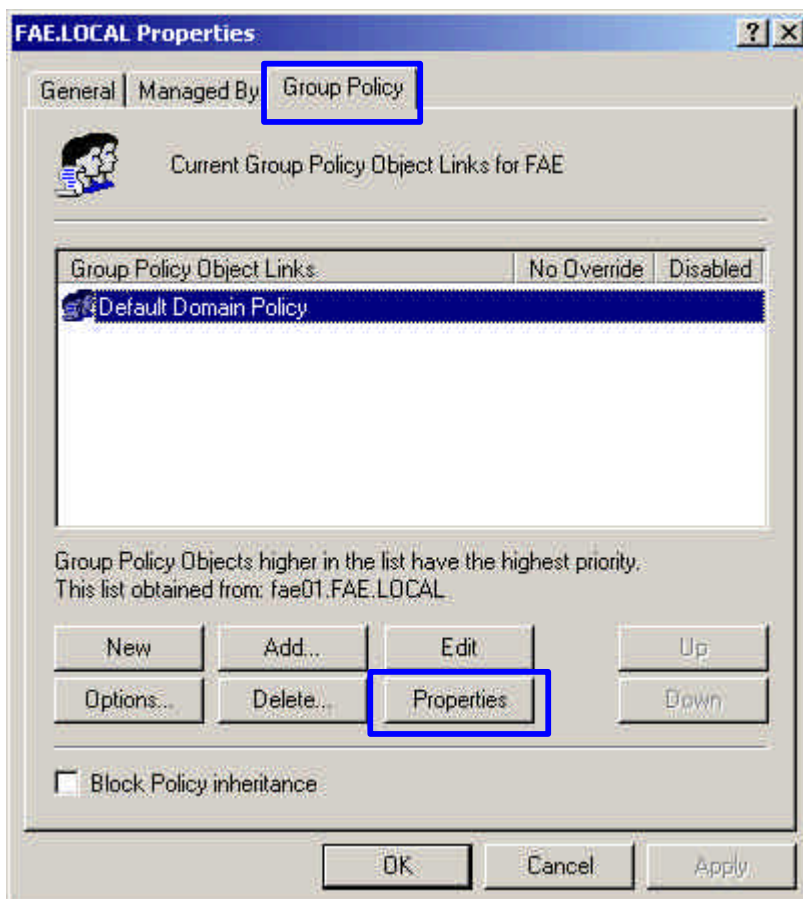 FAE.LOCAL Properties
General Managed By Group Policy
Current Group Policy Object Links for FAE
Group Policy Object Links No Override Disabled
Default Domain Policy
Group Policy Objects higher in the list have the highest priority.
This list obtained from: fae01.FAE.LOCAL
New Add... Edit Up
Options... Delete... Properties Down
Block Policy inheritance
OK Cancel Apply